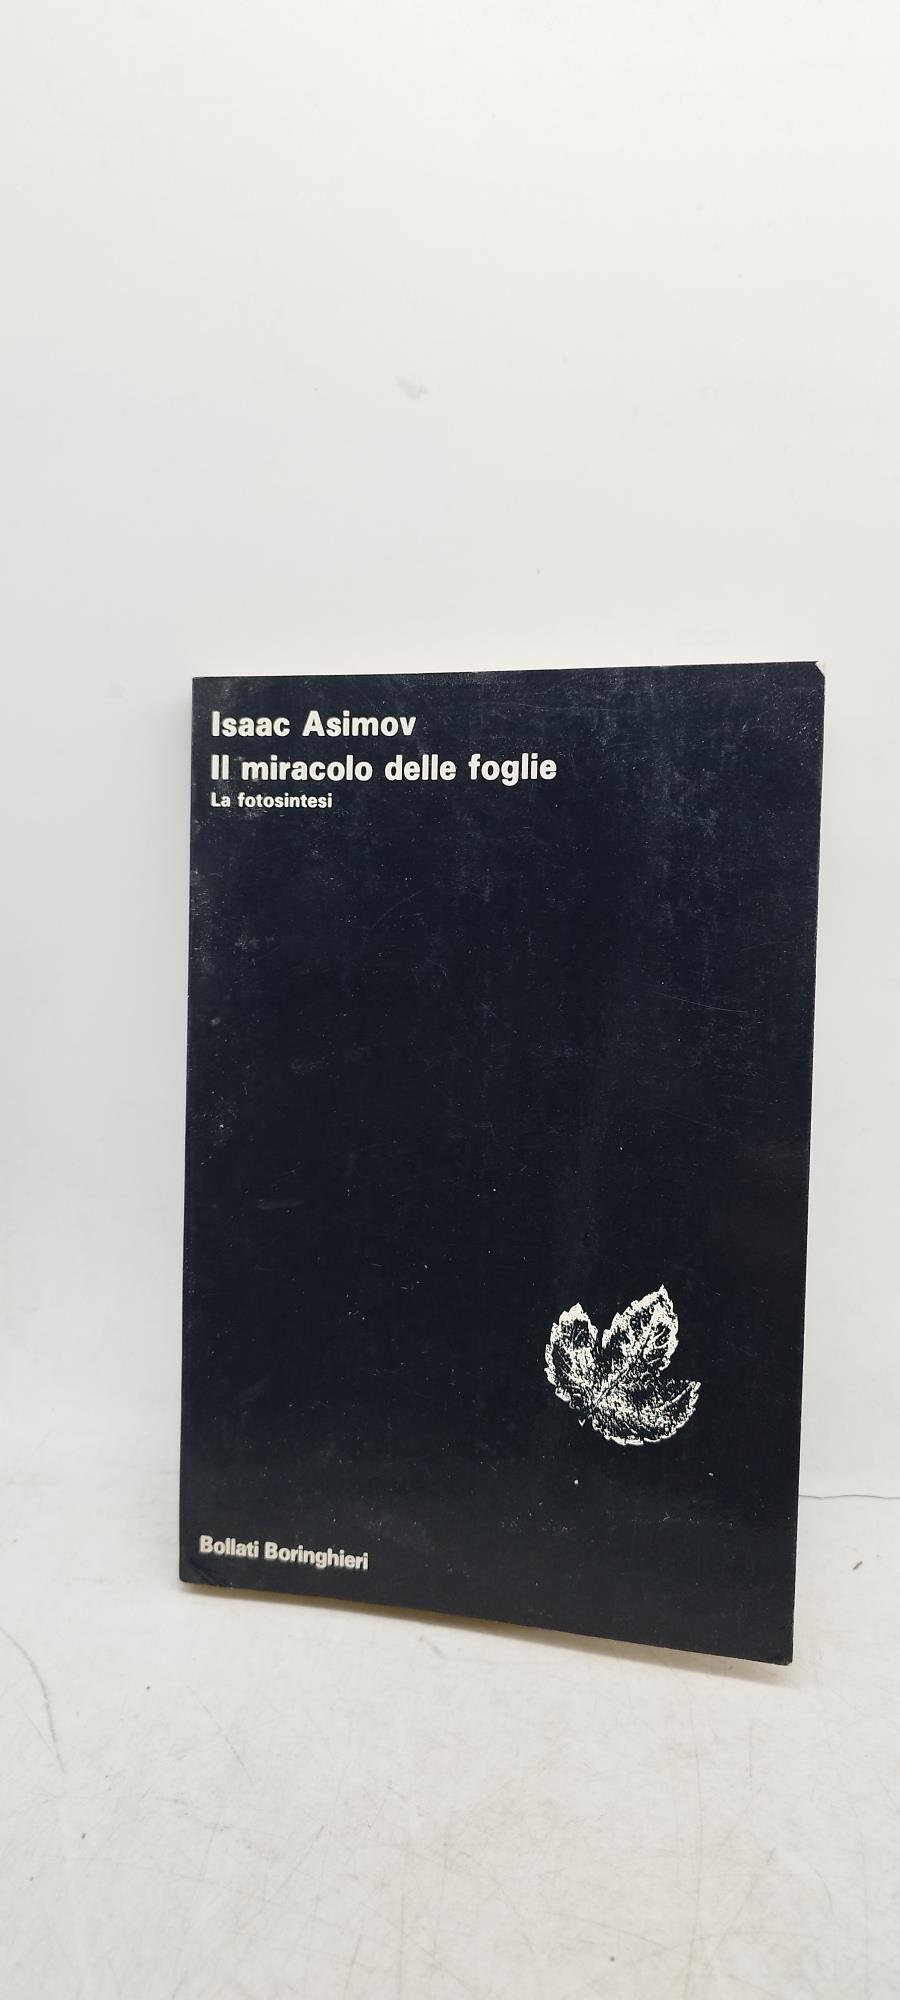 Isaac Asimov
Il miracolo delle foglie
La fotosintesi
Bollati Boringhieri